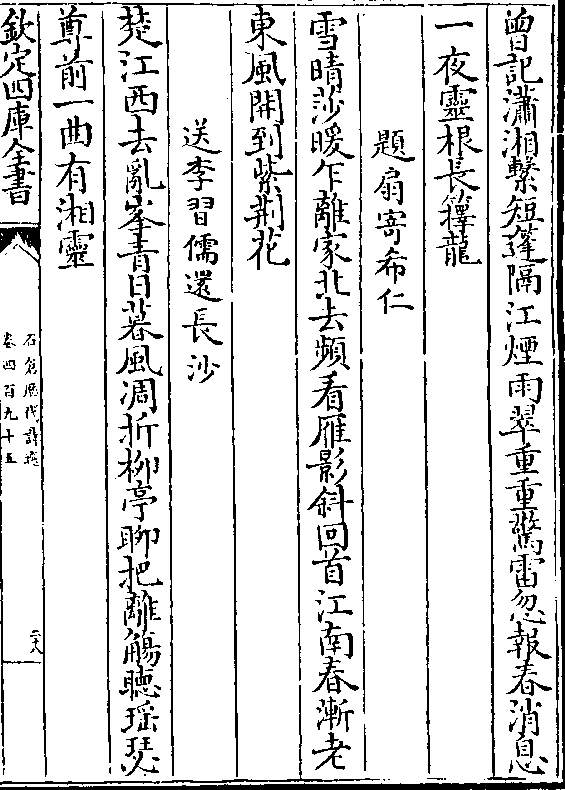 曾記瀟湘繫短蓬隔江煙雨翠重重驚雷忽報春消息
一夜靈根長籜龍
題扇寄希仁
雪晴莎暖乍離家北去頻看雁影斜回首江南春漸老
東風開到紫荆花
送李習儒還長沙
楚江西去亂峯青日暮風凋折柳亭聊把離觴聴瑶瑟
尊前一曲有湘靈
欽定四庫全書
石倉歴代詩選
卷四百九十五
二十八